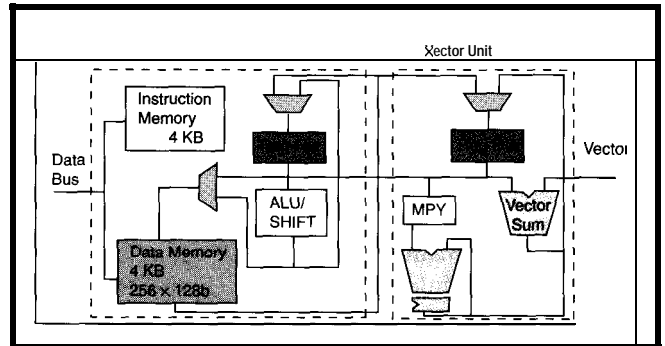 Xector Unit
Instruction
Memory
4 KB
Data
Bus
Vector
ALU/
SHIFT
MPY
Vector
Sum
Data Memory
4 KB
256 × 128b